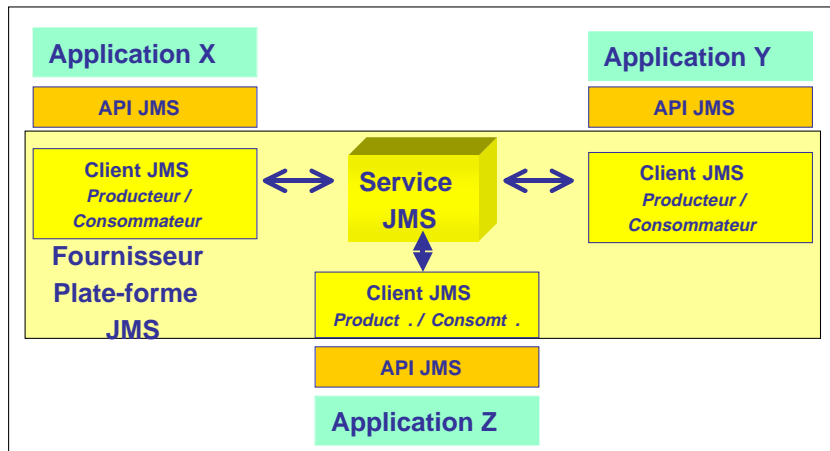 Application X
API JMS
Client JMS
Producteur /
Consommateur
Fournisseur
Plate-forme
JMS
Service
JMS
Application Y
API JMS
Client JMS
Producteur /
Consommateur
Client JMS
Product . / Consomt .
API JMS
Application Z